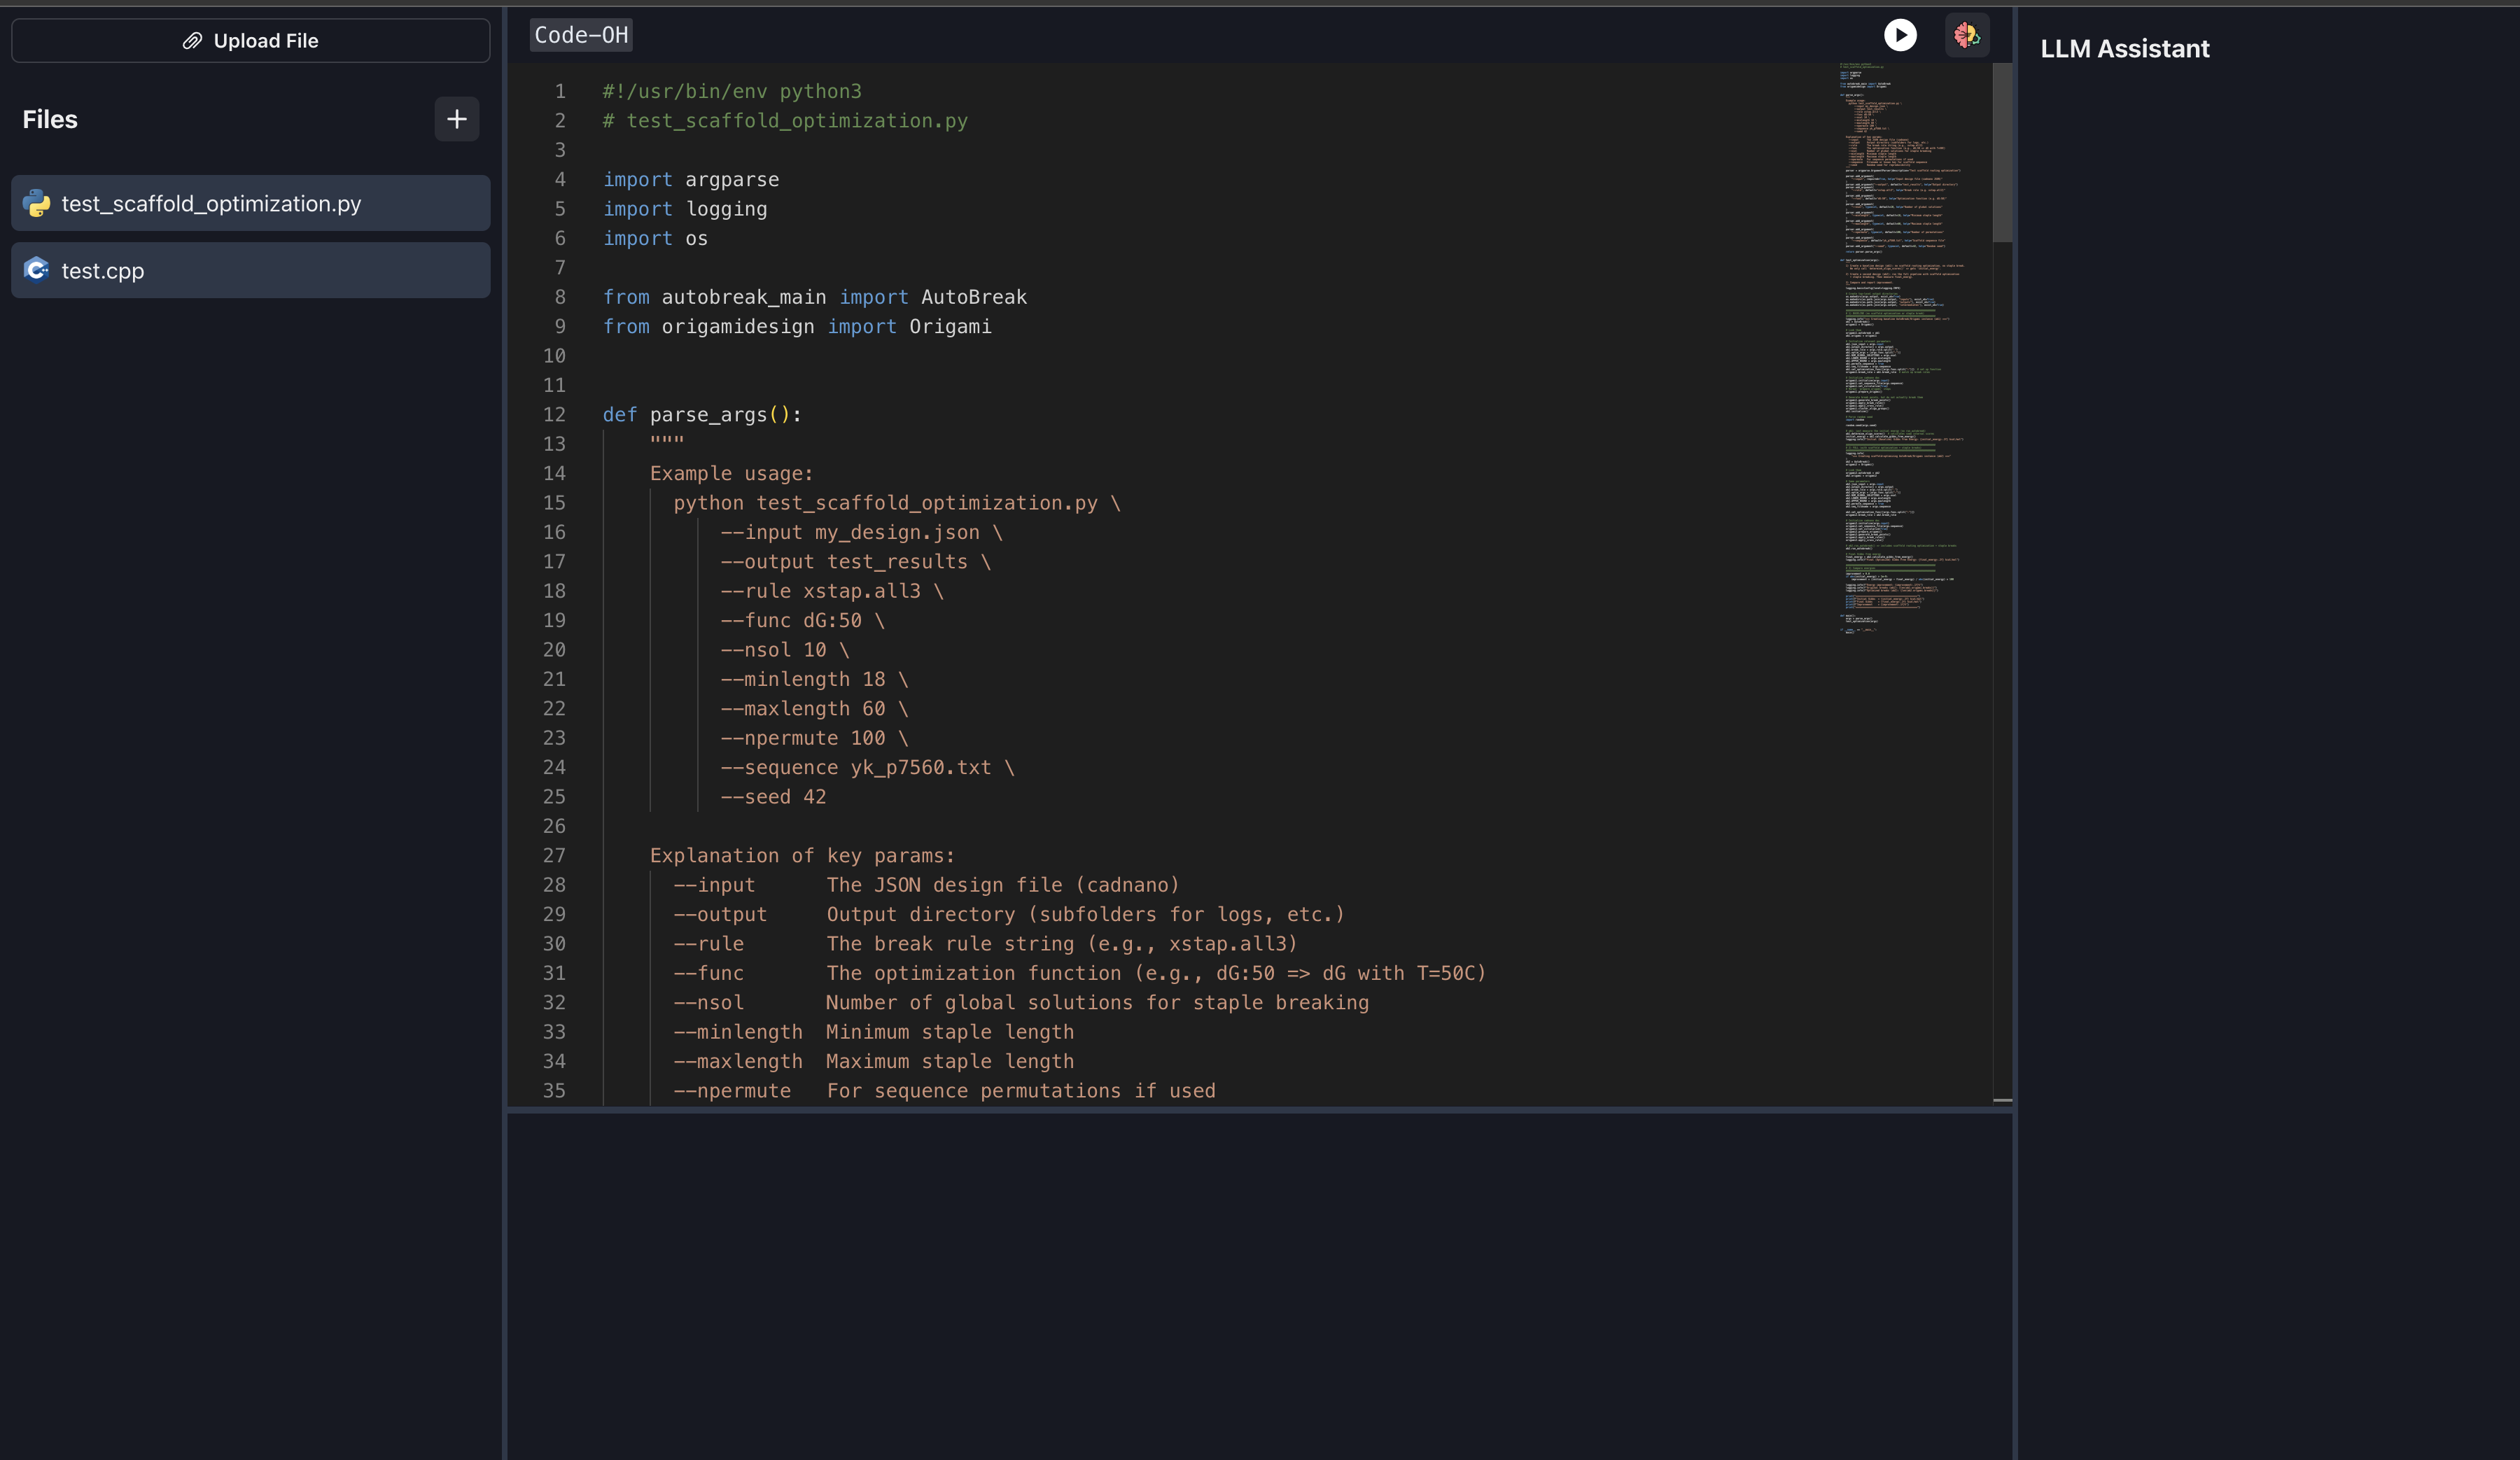 Upload File
Files
+
test_scaffold_optimization.py
test.cpp
Code-OH
1 #!/usr/bin/env python3
2 # test_scaffold_optimization.py
3
4 import argparse
5 import logging
6 import os
7
8 from autobreak_main import AutoBreak
9 from origamidesign import Origami
10
11
12 def parse_args():
13 """
14 Example usage:
15 python test_scaffold_optimization.py \
16 --input my_design.json \
17 --output test_results \
18 --rule xstap.all3 \
19 --func dG:50 \
20 --nsol 10 \
21 --minlength 18 \
22 --maxlength 60 \
23 --npermute 100 \
24 --sequence yk_p7560.txt \
25 --seed 42
26
27 Explanation of key params:
28 --input The JSON design file (cadnano)
29 --output Output directory (subfolders for logs, etc.)
30 --rule The break rule string (e.g., xstap.all3)
31 --func The optimization function (e.g., dG:50 => dG with T=50C)
32 --nsol Number of global solutions for staple breaking
33 --minlength Minimum staple length
34 --maxlength Maximum staple length
35 --npermute For sequence permutations if used
LLM Assistant